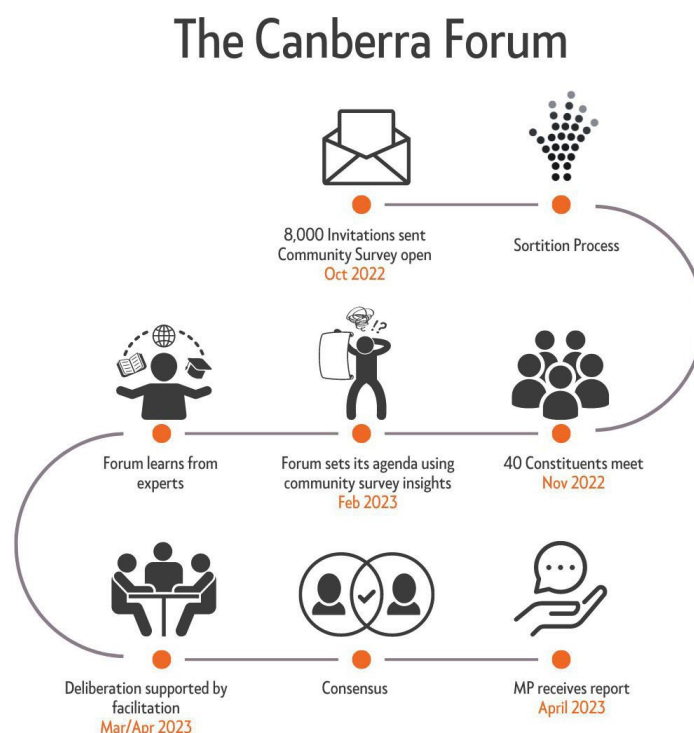 The Canberra Forum
8,000 Invitations sent
Community Survey open
Oct 2022
Sortition Process
!?
40 Constituents meet
Nov 2022
Forum sets its agenda using
community survey insights
Feb 2023
Forum learns from
experts
Deliberation supported by
facilitation
Mar/Apr 2023
Consensus
MP receives report
April 2023